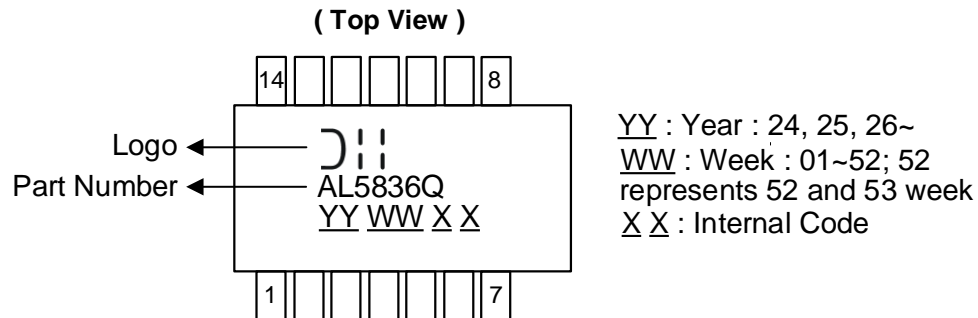 ( Top View )
14 8
Logo
Part Number
AL5836Q
YY WW X X
1 7
YY : Year : 24, 25, 26~
WW : Week : 01~52; 52
represents 52 and 53 week
X X : Internal Code